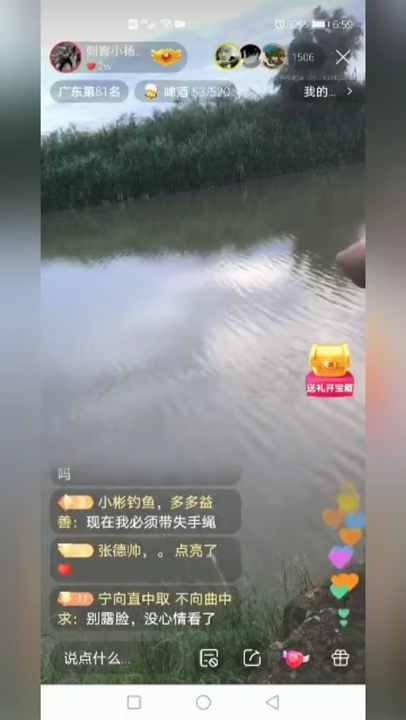 6:59
刺客小杨...
2w
1506
广东第81名
啤酒 53/520
我的...
送礼开宝箱
吗
小彬钓鱼，多多益
善：现在我必须带失手绳
张德帅，。点亮了
11 宁向直中取 不向曲中
求：别露脸，没心情看了
说点什么...